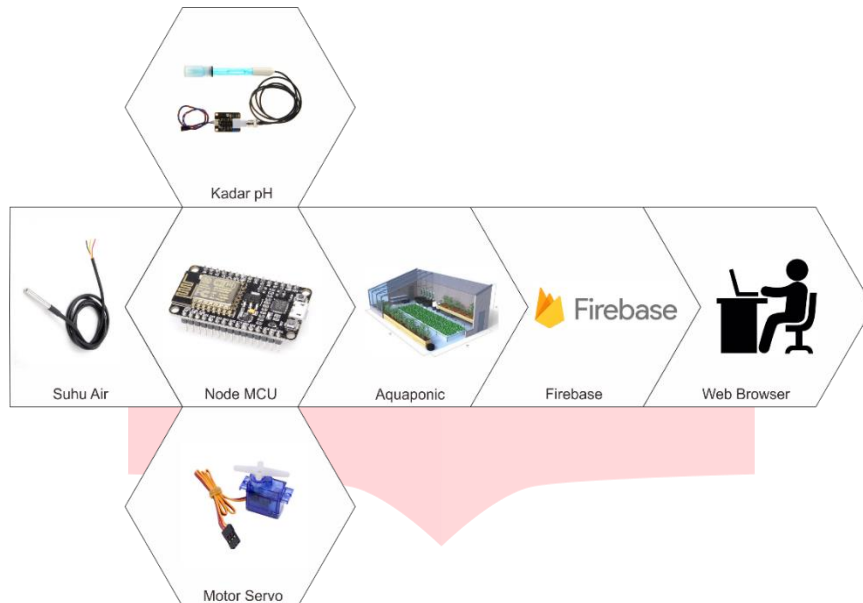 Kadar pH
Suhu Air
Node MCU
Aquaponic
Firebase
Firebase
Web Browser
Motor Servo